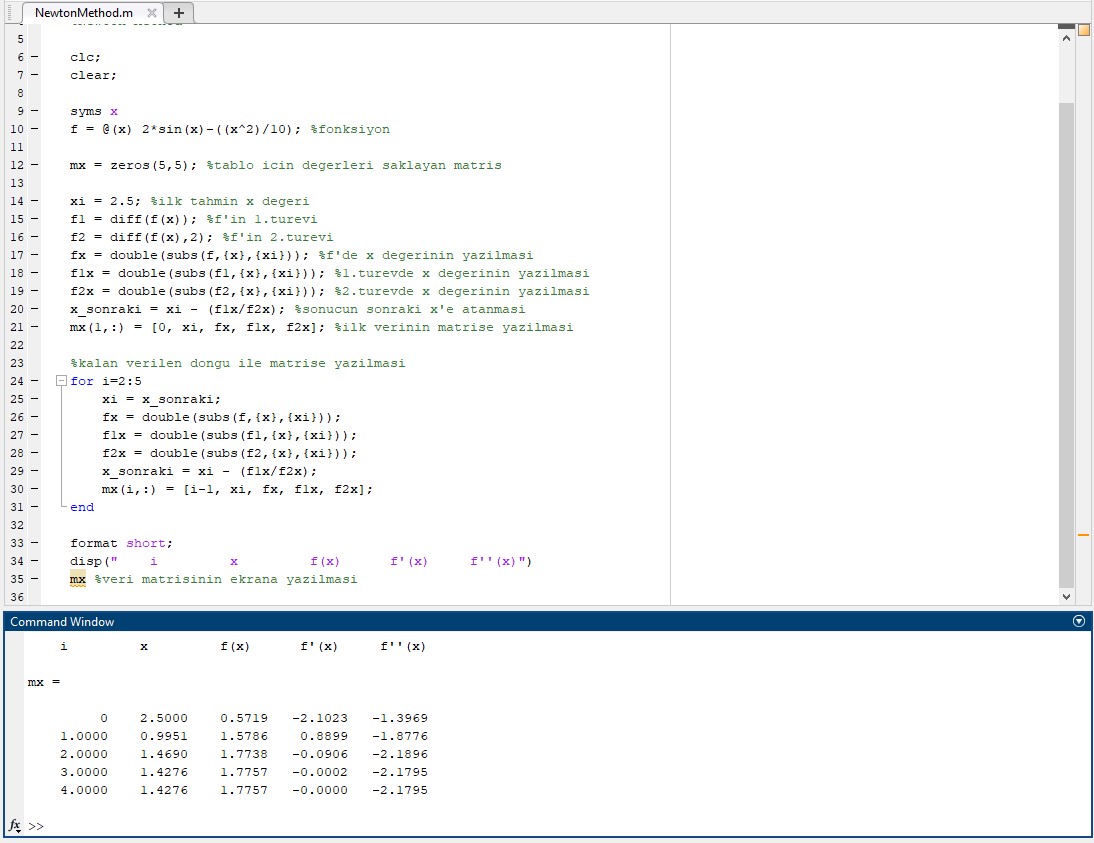 NewtonMethod.m
5
6 clc;
7 clear;
8
9 syms x
10 f = @(x) 2*sin(x)-((x^2)/10); %fonksiyon
11
12 mx = zeros(5,5); %tablo icin degerleri saklayan matris
13
14 xi = 2.5; %ilk tahmin x degeri
15 f1 = diff(f(x)); %f'in 1.turevi
16 f2 = diff(f(x),2); %f'in 2.turevi
17 fx = double(subs(f,{x},{xi})); %f'de x degerinin yazilmasi
18 f1x = double(subs(f1,{x},{xi})); %1.turevde x degerinin yazilmasi
19 f2x = double(subs(f2,{x},{xi})); %2.turevde x degerinin yazilmasi
20 x_sonraki = xi - (f1x/f2x); %sonucun sonraki x'e atanmasi
21 mx(1,:) = [0, xi, fx, f1x, f2x]; %ilk verinin matrise yazilmasi
22
23 %kalan verilen dongu ile matrise yazilmasi
24 for i=2:5
25 xi = x_sonraki;
26 fx = double(subs(f,{x},{xi}));
27 f1x = double(subs(f1,{x},{xi}));
28 f2x = double(subs(f2,{x},{xi}));
29 x_sonraki = xi - (f1x/f2x);
30 mx(i,:) = [i-1, xi, fx, f1x, f2x];
31 end
32
33 format short;
34 disp(" i x f(x) f'(x) f''(x)")
35 mx %veri matrisinin ekrana yazilmasi
36
Command Window
i x f(x) f'(x) f''(x)
mx =
0 2.5000 0.5719 -2.1023 -1.3969
1.0000 0.9951 1.5786 0.8899 -1.8776
2.0000 1.4690 1.7738 -0.0906 -2.1896
3.0000 1.4276 1.7757 -0.0002 -2.1795
4.0000 1.4276 1.7757 -0.0000 -2.1795
fx >>